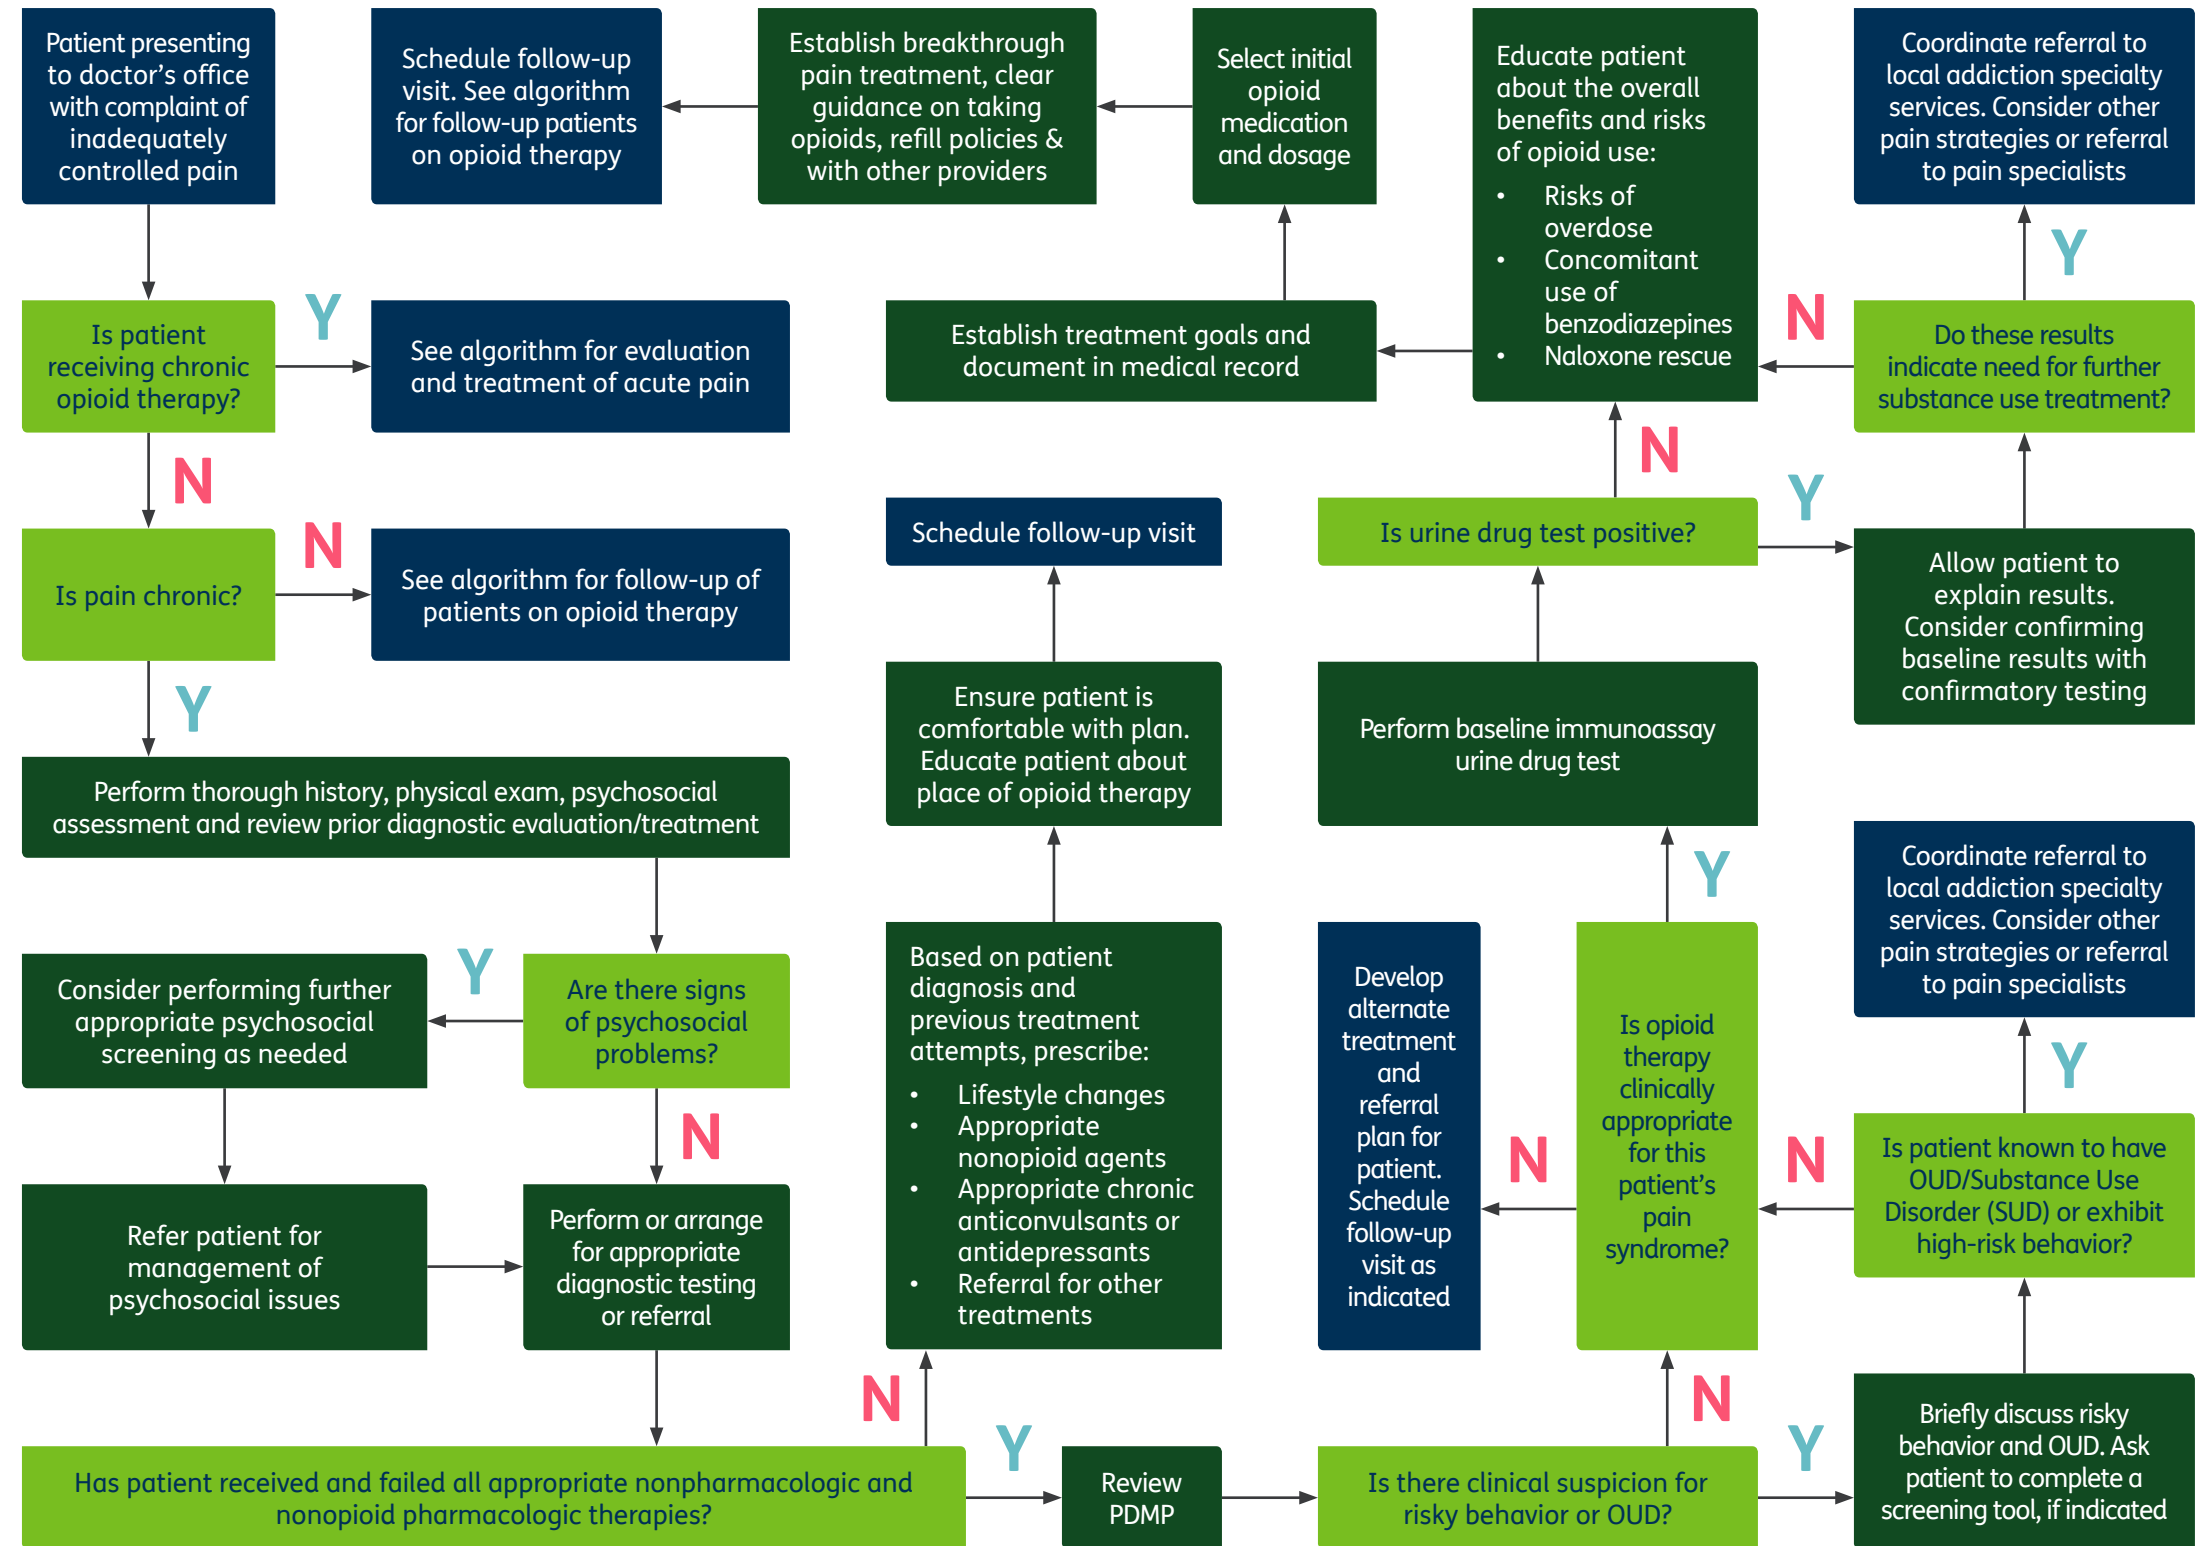 Patient presenting
to doctor's office
with complaint of
inadequately
controlled pain
Schedule follow-up
visit. See algorithm
for follow-up patients
on opioid therapy
Establish breakthrough
pain treatment, clear
guidance on taking
opioids, refill policies &
with other providers
Select initial
opioid
medication
and dosage
Educate patient
about the overall
benefits and risks
of opioid use:
• Risks of
overdose
• Concomitant
use of
benzodiazepines
• Naloxone rescue
Coordinate referral to
local addiction specialty
services. Consider other
pain strategies or referral
to pain specialists
Y
Is patient
receiving chronic
opioid therapy?
Y
See algorithm for evaluation
and treatment of acute pain
Establish treatment goals and
document in medical record
N
Do these results
indicate need for further
substance use treatment?
N
N
Is pain chronic?
N
See algorithm for follow-up of
patients on opioid therapy
Schedule follow-up visit
Is urine drug test positive?
Y
Allow patient to
explain results.
Consider confirming
baseline results with
confirmatory testing
Y
Ensure patient is
comfortable with plan.
Educate patient about
place of opioid therapy
Perform baseline immunoassay
urine drug test
Perform thorough history, physical exam, psychosocial
assessment and review prior diagnostic evaluation/treatment
Y
Coordinate referral to
local addiction specialty
services. Consider other
pain strategies or referral
to pain specialists
Consider performing further
appropriate psychosocial
screening as needed
Y
Are there signs
of psychosocial
problems?
Based on patient
diagnosis and
previous treatment
attempts, prescribe:
• Lifestyle changes
• Appropriate
nonopioid agents
• Appropriate chronic
anticonvulsants or
antidepressants
• Referral for other
treatments
Develop
alternate
treatment
and
referral
plan for
patient.
Schedule
follow-up
visit as
indicated
N
Is opioid
therapy
clinically
appropriate
for this
patient's
pain
syndrome?
Y
N
Is patient known to have
OUD/Substance Use
Disorder (SUD) or exhibit
high-risk behavior?
N
Refer patient for
management of
psychosocial issues
Perform or arrange
for appropriate
diagnostic testing
or referral
N
N
Has patient received and failed all appropriate nonpharmacologic and
nonopioid pharmacologic therapies?
Y
Review
PDMP
Is there clinical suspicion for
risky behavior or OUD?
Y
Briefly discuss risky
behavior and OUD. Ask
patient to complete a
screening tool, if indicated